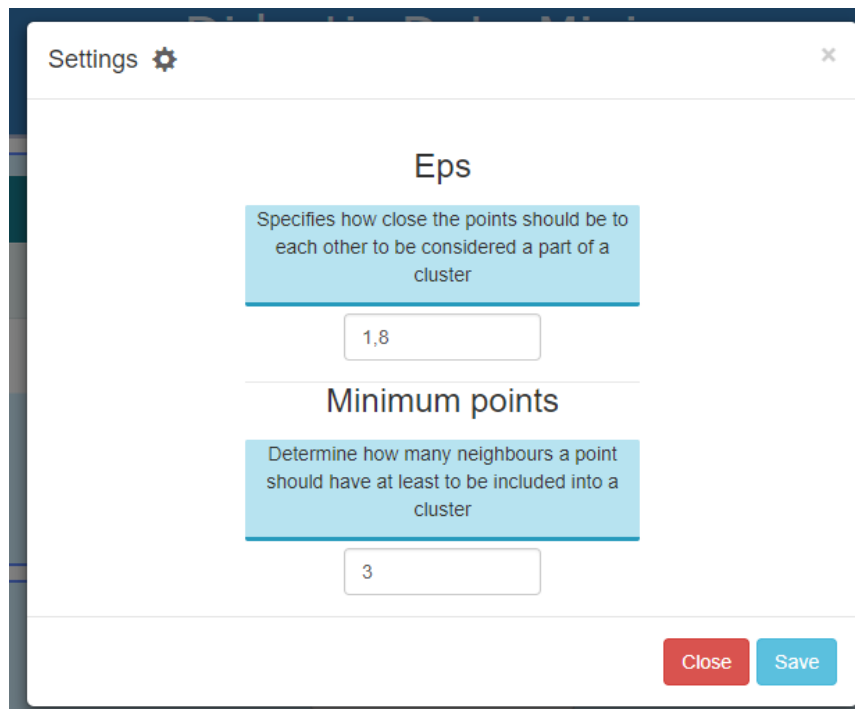 Settings
×
Eps
Specifies how close the points should be to
each other to be considered a part of a
cluster
1,8
Minimum points
Determine how many neighbours a point
should have at least to be included into a
cluster
3
Close
Save